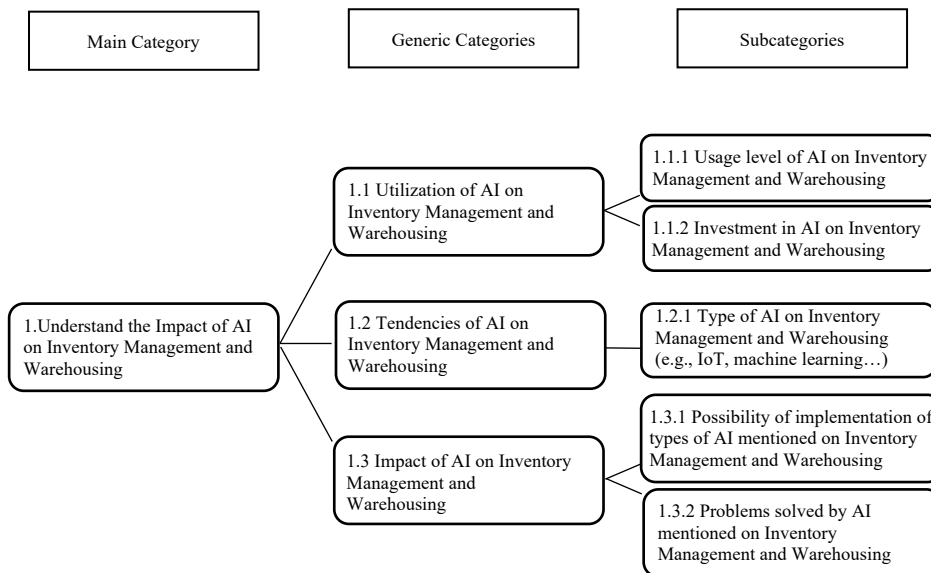 Main Category
Generic Categories
Subcategories
1.1.1 Usage level of AI on Inventory
Management and Warehousing
1.1 Utilization of AI on
Inventory Management and
Warehousing
1.1.2 Investment in AI on Inventory
Management and Warehousing
1.Understand the Impact of AI
on Inventory Management and
Warehousing
1.2 Tendencies of AI on
Inventory Management and
Warehousing
1.2.1 Type of AI on Inventory
Management and Warehousing
(e.g., IoT, machine learning…)
1.3.1 Possibility of implementation of
types of AI mentioned on Inventory
Management and Warehousing
1.3 Impact of AI on Inventory
Management and
Warehousing
1.3.2 Problems solved by AI
mentioned on Inventory
Management and Warehousing